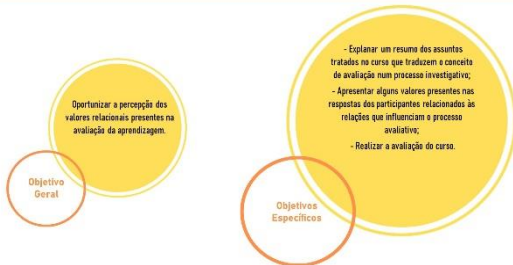 Oportunizar a percepção dos
valores relacionais presentes na
avaliação da aprendizagem.
Objetivo
Geral
- Explanar um resumo dos assuntos
tratados no curso que traduzem o conceito
de avaliação num processo investigativo;
- Apresentar alguns valores presentes nas
respostas dos participantes relacionados às
relações que influenciam o processo
avaliativo;
- Realizar a avaliação do curso.
Objetivos
Específicos